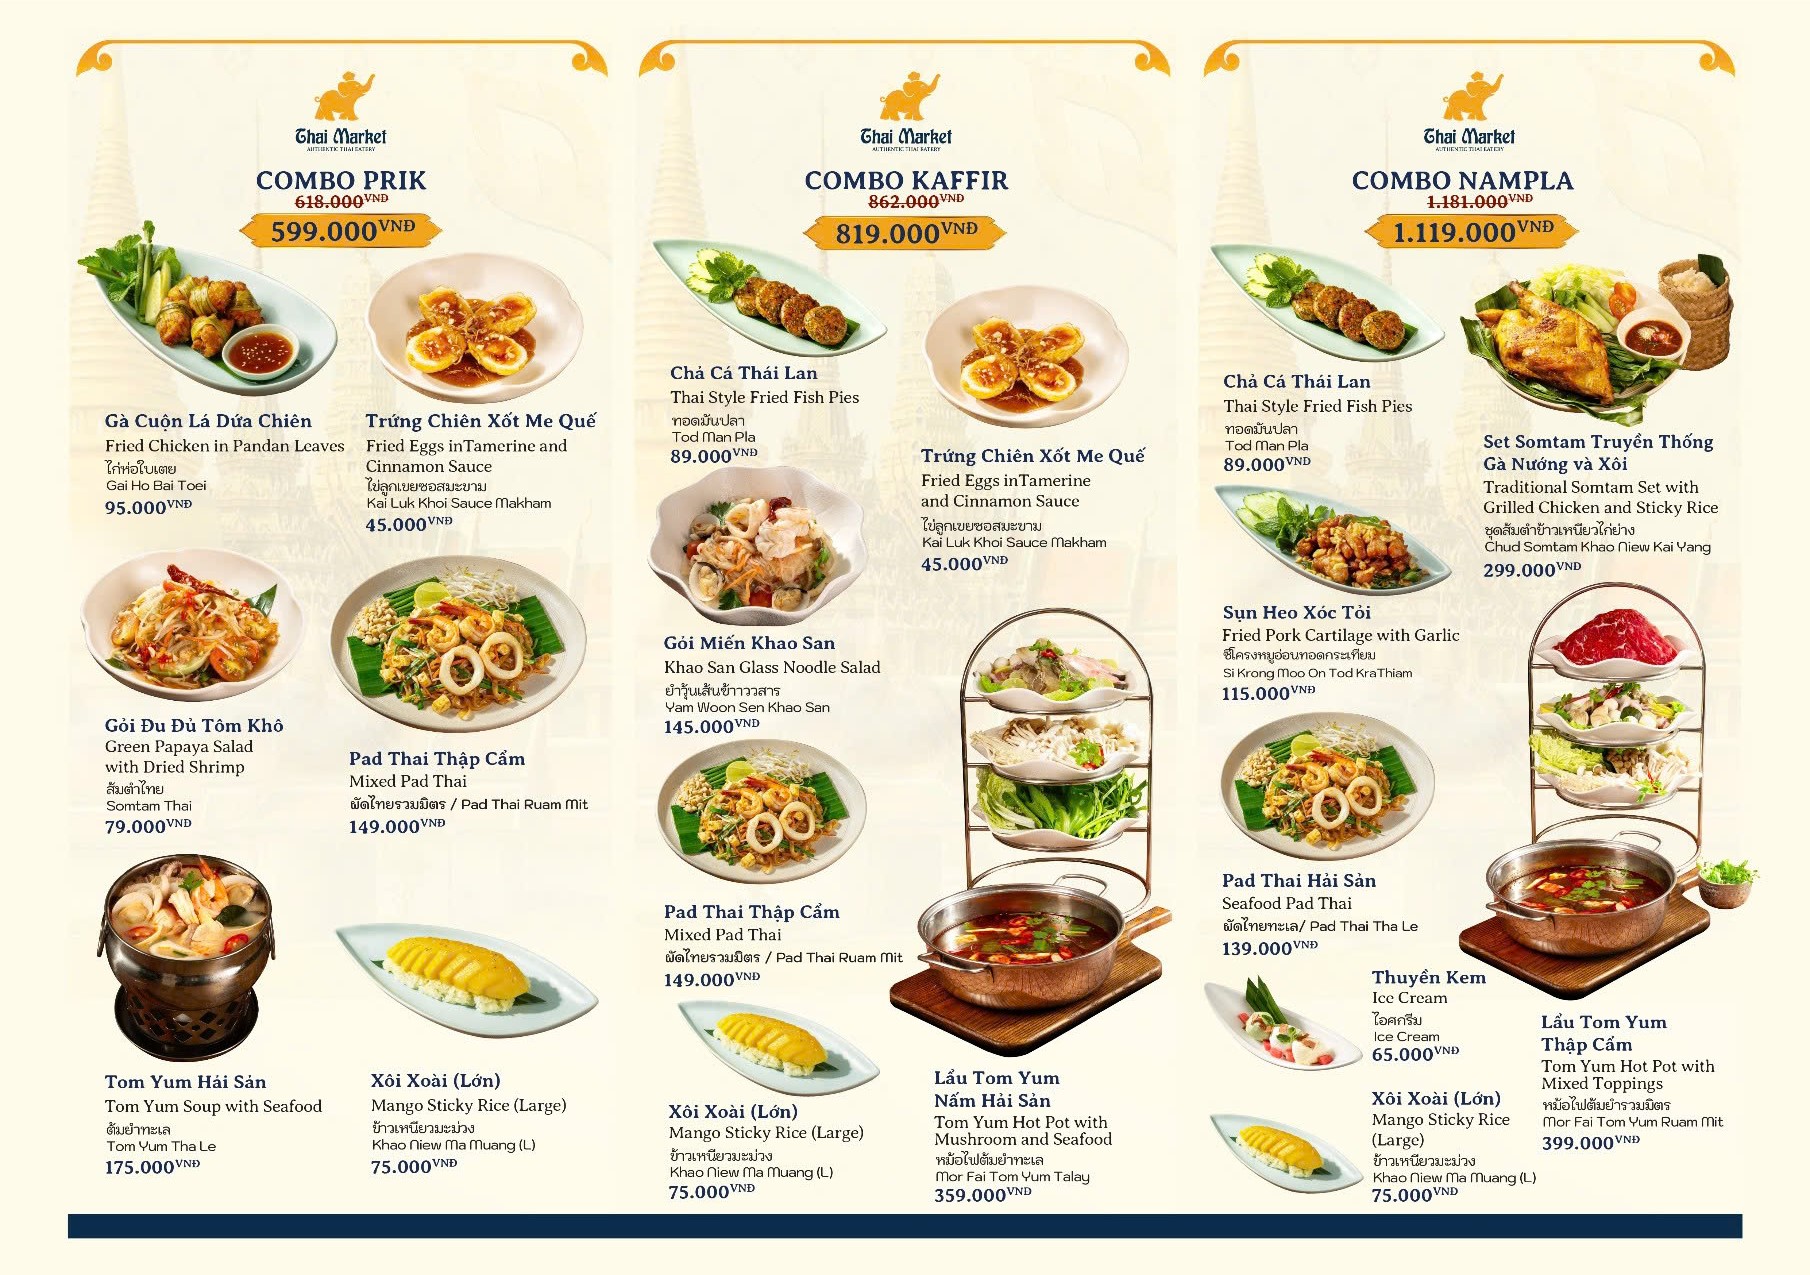 Thai Market
AUTHENTIC THAI EATERY
COMBO PRIK
618.000VNĐ
599.000VNĐ
Gà Cuộn Lá Dứa Chiên
Fried Chicken in Pandan Leaves
ไก่ห่อใบเตย
Gai Ho Bai Toei
95.000VNĐ
Trứng Chiên Xốt Me Quế
Fried Eggs inTamerine and
Cinnamon Sauce
ไข่ลูกเขยซอสมะขาม
Kai Luk Khoi Sauce Makham
45.000VNĐ
Gỏi Đu Đủ Tôm Khô
Green Papaya Salad
with Dried Shrimp
ส้มตำไทย
Somtam Thai
79.000VNĐ
Pad Thai Thập Cẩm
Mixed Pad Thai
ผัดไทยรวมมิตร / Pad Thai Ruam Mit
149.000VNĐ
Tom Yum Hải Sản
Tom Yum Soup with Seafood
ต้มยำทะเล
Tom Yum Tha Le
175.000VNĐ
Xôi Xoài (Lớn)
Mango Sticky Rice (Large)
ข้าวเหนียวมะม่วง
Khao Niew Ma Muang (L)
75.000VNĐ
Thai Market
AUTHENTIC THAI EATERY
COMBO KAFFIR
862.000VNĐ
819.000VNĐ
Chả Cá Thái Lan
Thai Style Fried Fish Pies
ทอดมันปลา
Tod Man Pla
89.000VNĐ
Trứng Chiên Xốt Me Quế
Fried Eggs inTamerine
and Cinnamon Sauce
ไข่ลูกเขยซอสมะขาม
Kai Luk Khoi Sauce Makham
45.000VNĐ
Gỏi Miến Khao San
Khao San Glass Noodle Salad
ยำวุ้นเส้นข้าาวสาร
Yam Woon Sen Khao San
145.000VNĐ
Pad Thai Thập Cẩm
Mixed Pad Thai
ผัดไทยรวมมิตร / Pad Thai Ruam Mit
149.000VNĐ
Xôi Xoài (Lớn)
Mango Sticky Rice (Large)
ข้าวเหนียวมะม่วง
Khao Niew Ma Muang (L)
75.000VNĐ
Lẩu Tom Yum
Nấm Hải Sản
Tom Yum Hot Pot with
Mushroom and Seafood
หม้อไฟต้มยำทะเล
Mor Fai Tom Yum Talay
359.000VNĐ
Thai Market
AUTHENTIC THAI EATERY
COMBO NAMPLA
1.181.000VNĐ
1.119.000VNĐ
Chả Cá Thái Lan
Thai Style Fried Fish Pies
ทอดมันปลา
Tod Man Pla
89.000VNĐ
Set Somtam Truyền Thống
Gà Nướng và Xôi
Traditional Somtam Set with
Grilled Chicken and Sticky Rice
ชุดส้มตำข้าวเหนียวไก่ย่าง
Chud Somtam Khao Niew Kai Yang
299.000VNĐ
Sụn Heo Xóc Tỏi
Fried Pork Cartilage with Garlic
ซี่โครงหมูอ่อนทอดกระเทียม
Si Krong Moo On Tod KraThiam
115.000VNĐ
Pad Thai Hải Sản
Seafood Pad Thai
ผัดไทยทะเล/ Pad Thai Tha Le
139.000VNĐ
Thuyền Kem
Ice Cream
ไอศกรีม
Ice Cream
65.000VNĐ
Xôi Xoài (Lớn)
Mango Sticky Rice
(Large)
ข้าวเหนียวมะม่วง
Khao Niew Ma Muang (L)
75.000VNĐ
Lẩu Tom Yum
Thập Cẩm
Tom Yum Hot Pot with
Mixed Toppings
หม้อไฟต้มยำรวมมิตร
Mor Fai Tom Yum Ruam Mit
399.000VNĐ